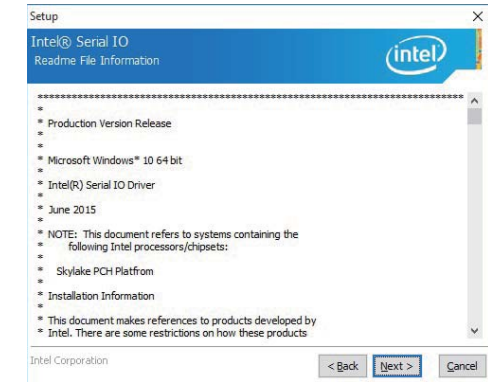 Setup
Intel® Serial IO
Readme File Information
intel
********************************************************************************
*
* Production Version Release
*
*
* Microsoft Windows* 10 64 bit
*
* Intel(R) Serial IO Driver
*
* June 2015
*
* NOTE: This document refers to systems containing the
* following Intel processors/chipsets:
*
* Skylake PCH Platfrom
*
* Installation Information
*
* This document makes references to products developed by
* Intel. There are some restrictions on how these products
Intel Corporation
< Back Next > Cancel